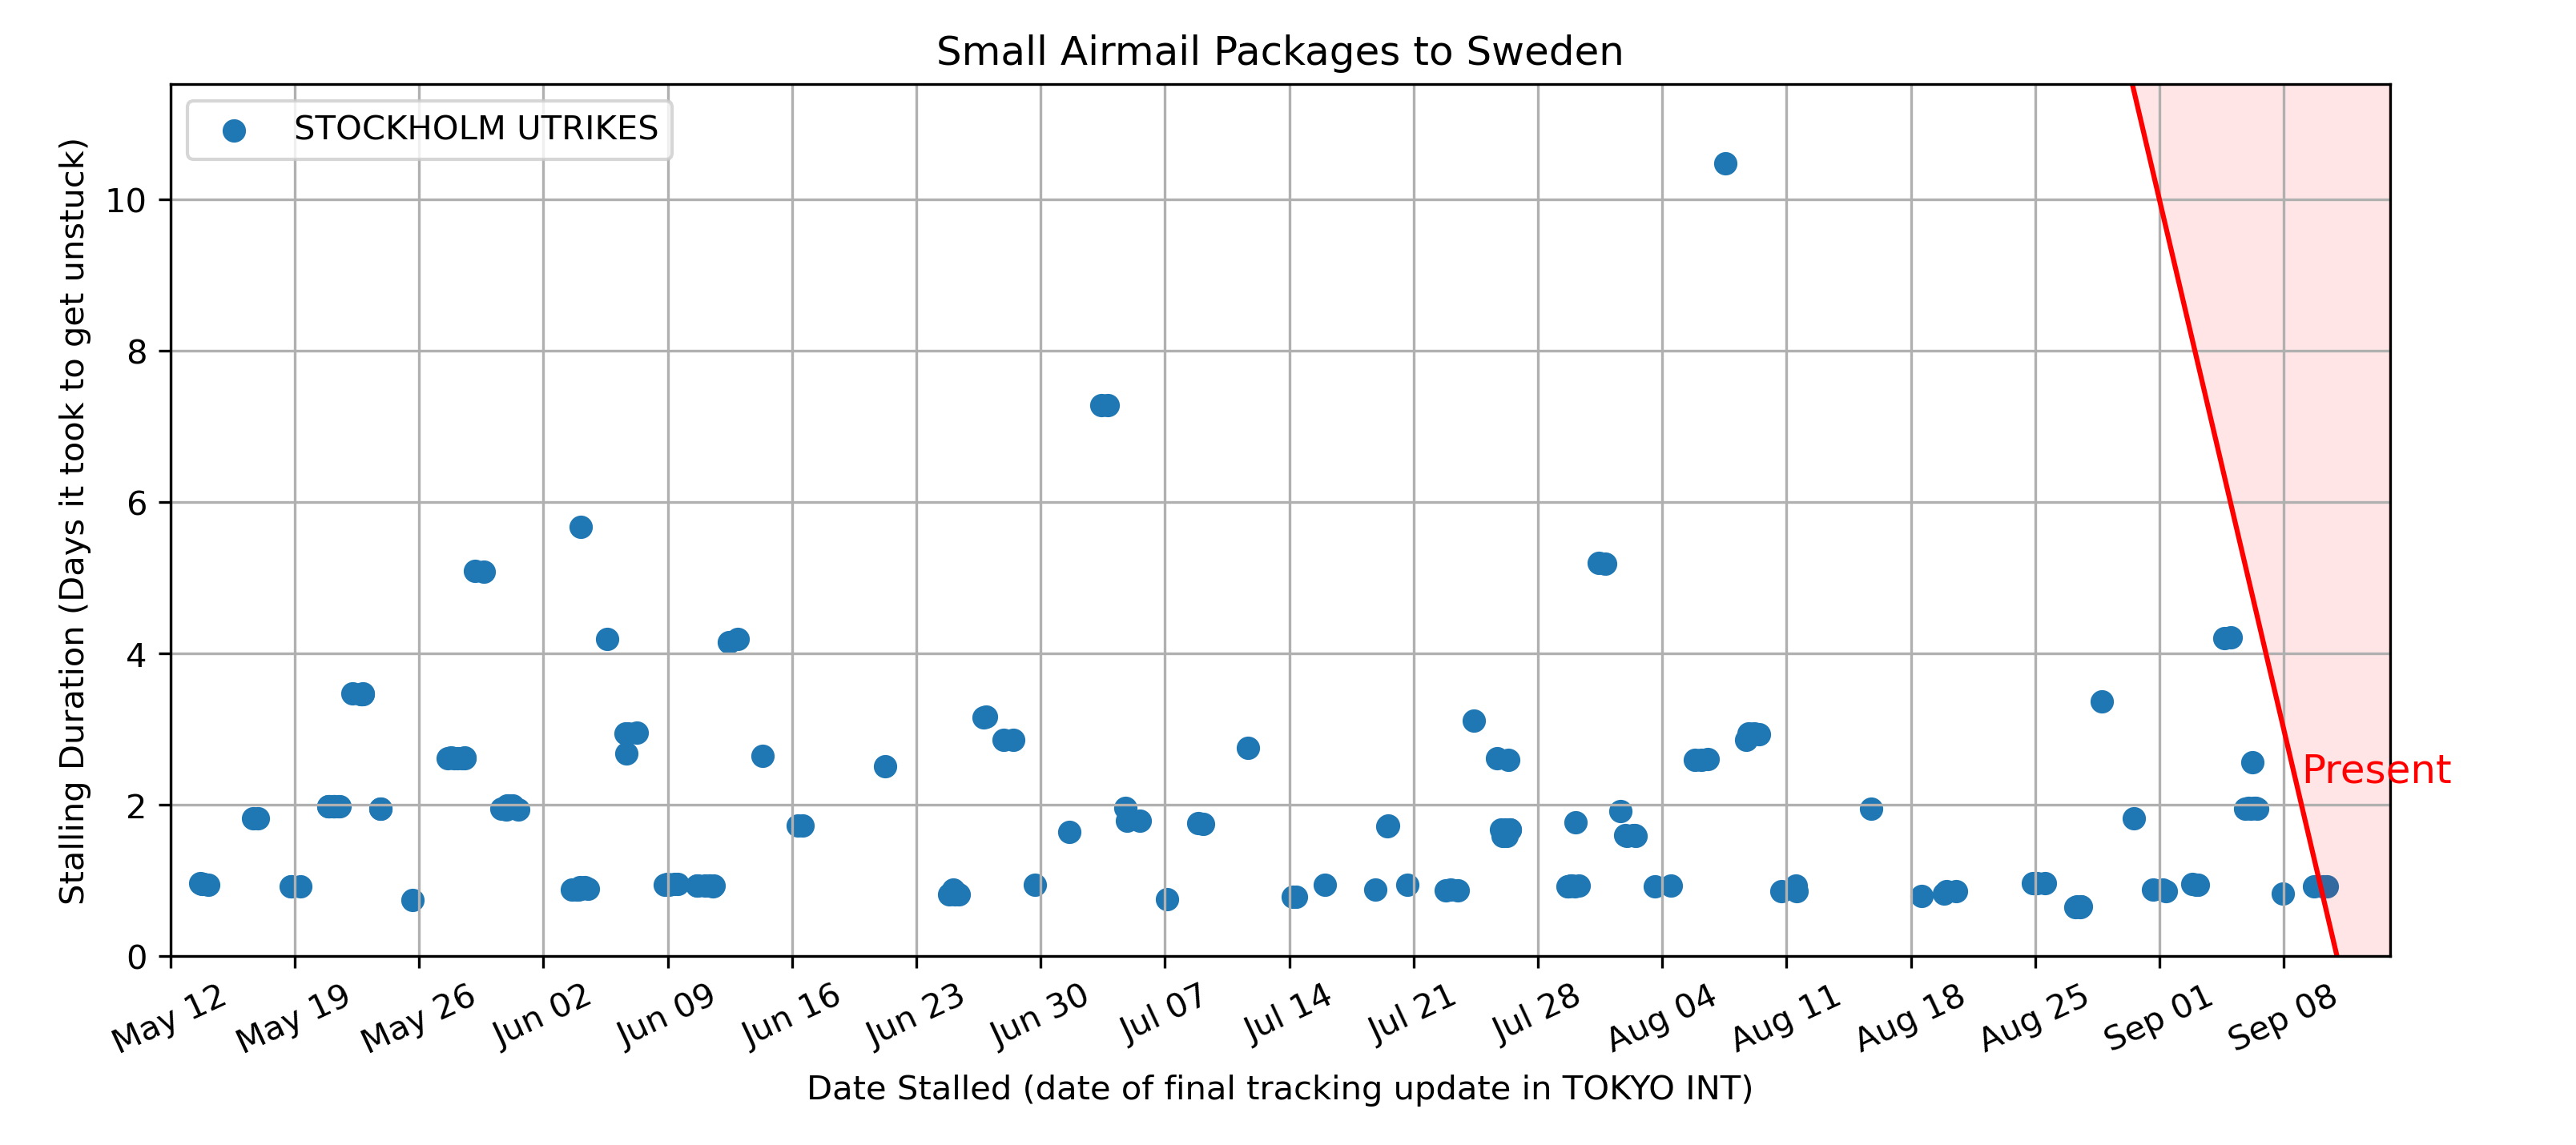 Small Airmail Packages to Sweden
STOCKHOLM UTRIKES
Stalling Duration (Days it took to get unstuck)
10
8
6
4
2
0
Present
May 12
May 19
May 26
Jun 02
Jun 09
Jun 16
Jun 23
Jun 30
Jul 07
Jul 14
Jul 21
Jul 28
Aug 04
Aug 11
Aug 18
Aug 25
Sep 01
Sep 08
Date Stalled (date of final tracking update in TOKYO INT)